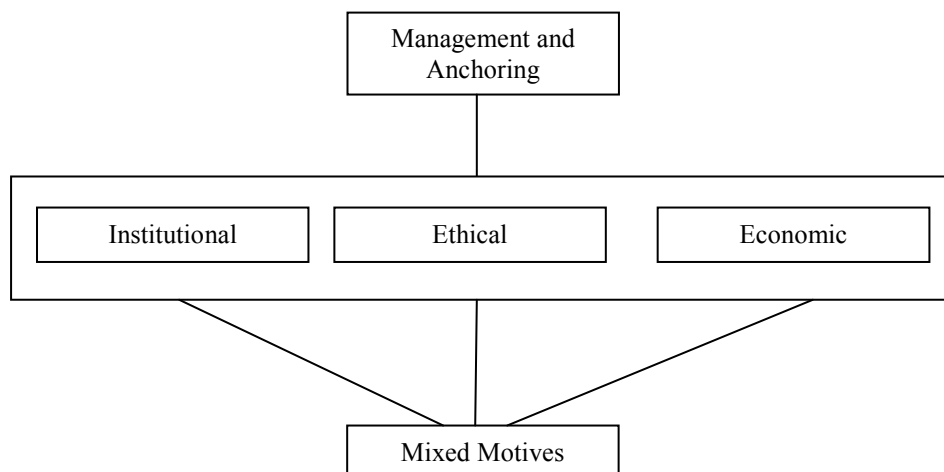 Management and
Anchoring
Institutional
Ethical
Economic
Mixed Motives